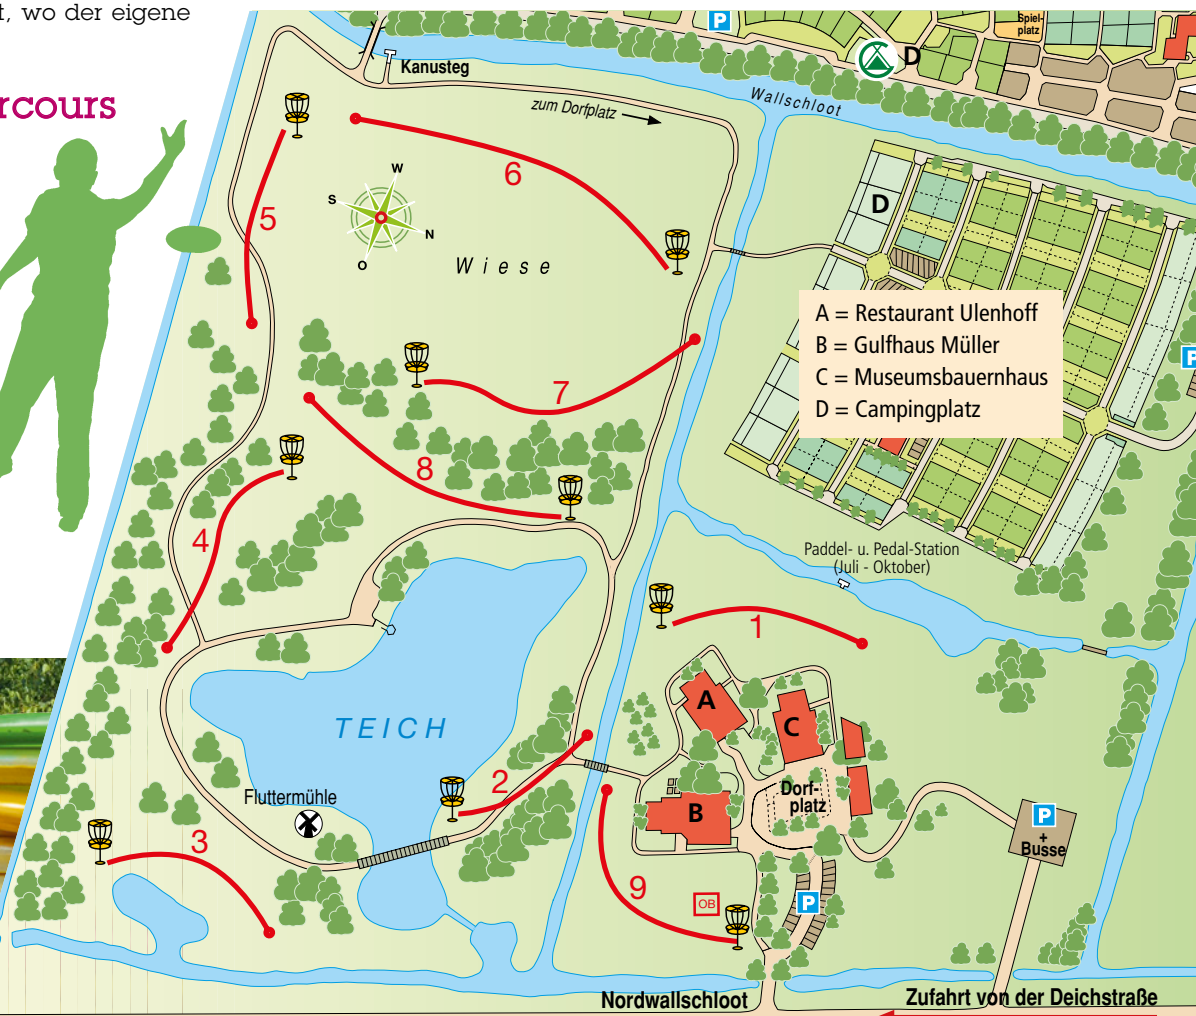 t, wo der eigene
rcours
Kanusteg
zum Dorfplatz
Wallschloot
P
D
Spiel-
platz
5
6
W
S
N
O
Wiese
D
A = Restaurant Ulenhoff
B = Gulfhaus Müller
C = Museumsbauernhaus
D = Campingplatz
P
7
8
4
Paddel- u. Pedal-Station
(Juli - Oktober)
1
TEICH
A
C
2
Fluttermühle
B
Dorf-
platz
P
+
Busse
3
9
OB
P
Nordwallschloot
Zufahrt von der Deichstraße